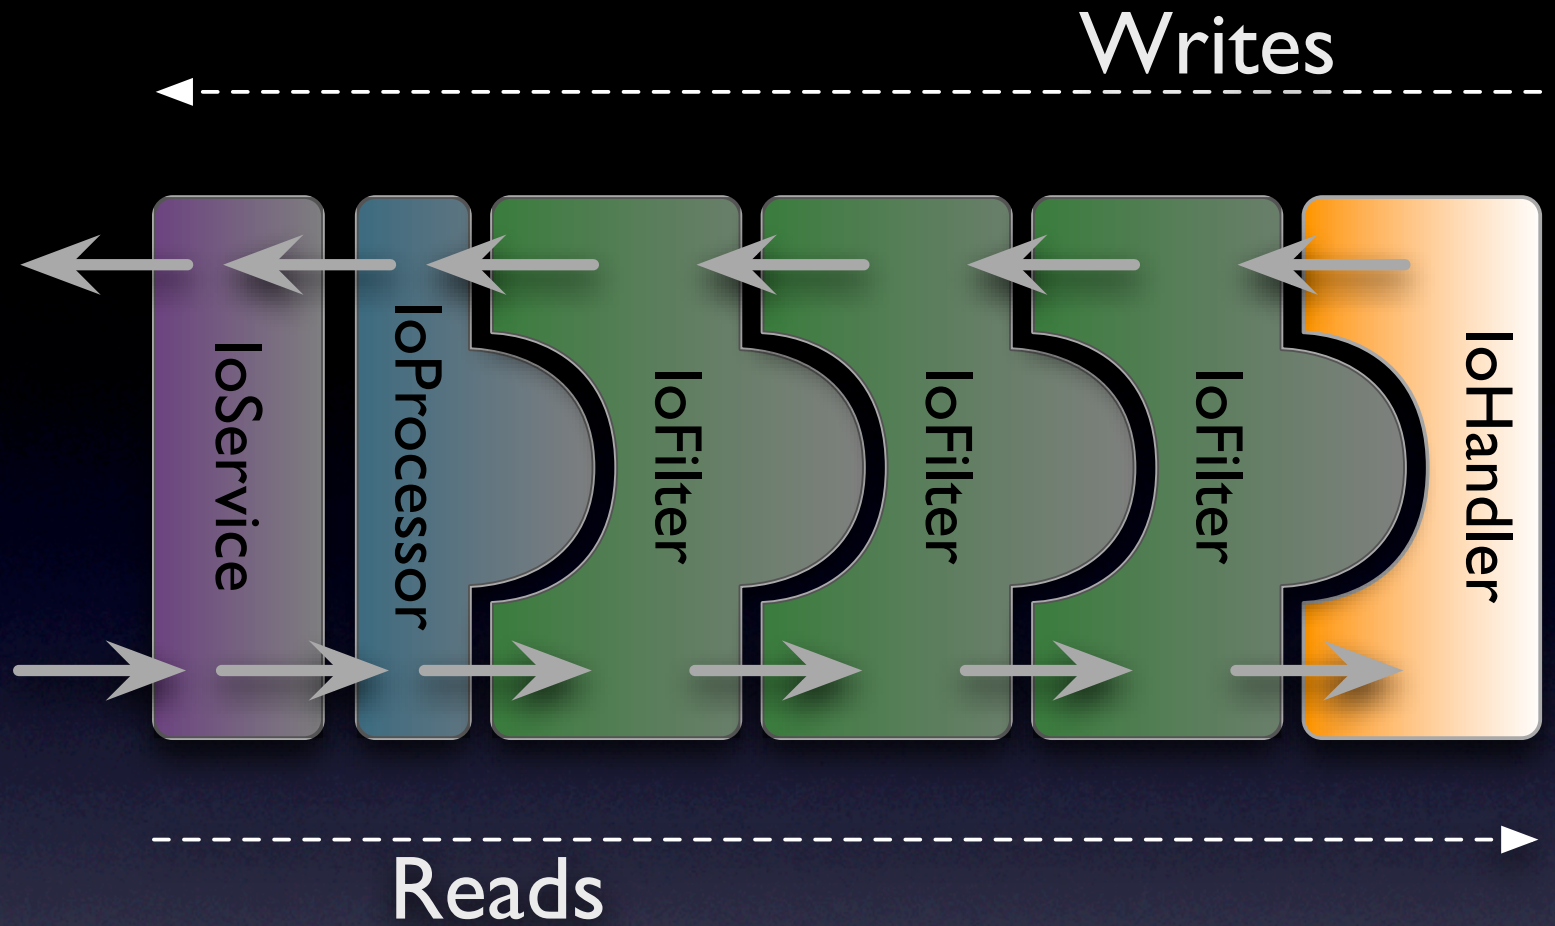 Writes
IoService
IoProcessor
IoFilter
IoFilter
IoFilter
IoHandler
Reads